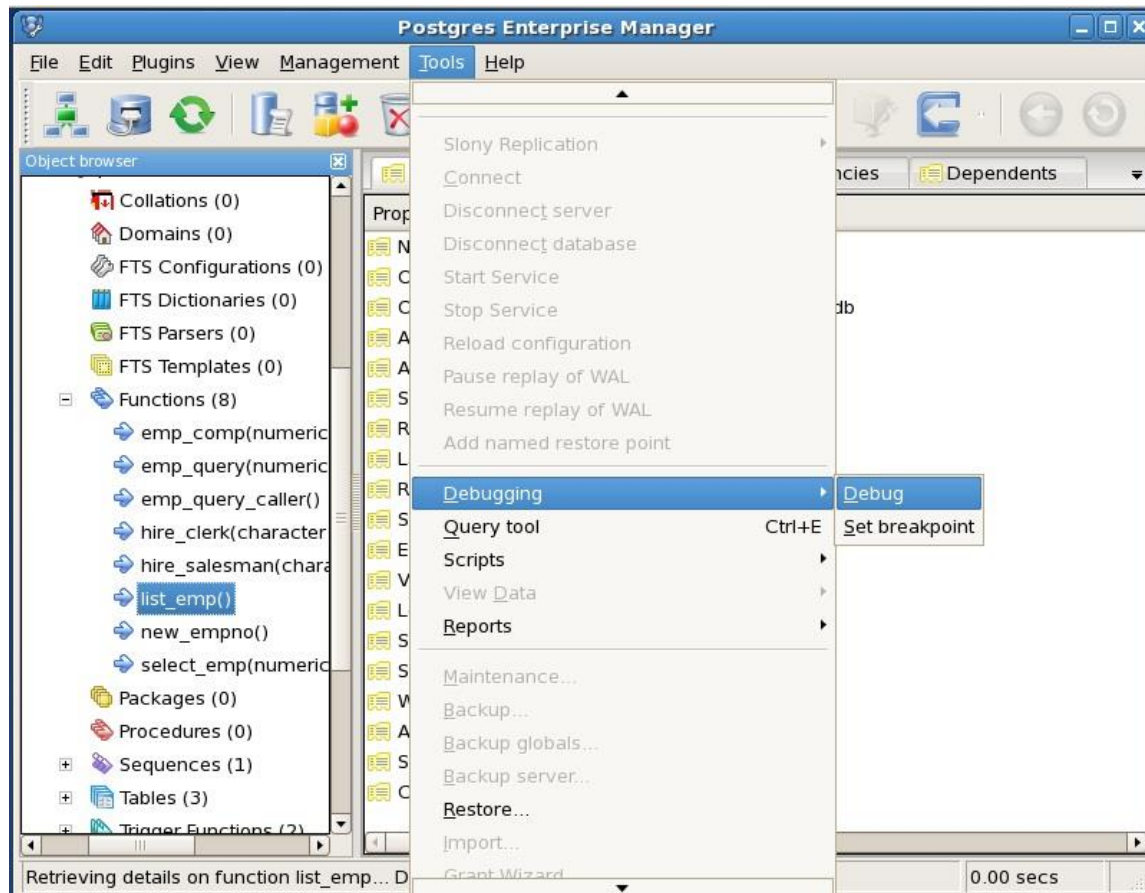 Postgres Enterprise Manager
File Edit Plugins View Management Tools Help
Object browser
Collations (0)
Domains (0)
FTS Configurations (0)
FTS Dictionaries (0)
FTS Parsers (0)
FTS Templates (0)
Functions (8)
emp_comp(numeric
emp_query(numeric
emp_query_caller()
hire_clerk(character
hire_salesman(chara
list_emp()
new_empno()
select_emp(numeric
Packages (0)
Procedures (0)
Sequences (1)
Tables (3)
Trigger Functions (2)
Prop
N
O
A
A
S
R
L
R
S
E
V
L
S
S
W
A
S
C
Slony Replication
Connect
Disconnect server
Disconnect database
Start Service
Stop Service
Reload configuration
Pause replay of WAL
Resume replay of WAL
Add named restore point
Debugging
Query tool Ctrl+E
Scripts
View Data
Reports
Maintenance...
Backup...
Backup globals...
Backup server...
Restore...
Import...
Grant Wizard
Debug
Set breakpoint
ncies
Dependents
db
Retrieving details on function list_emp... D
0.00 secs